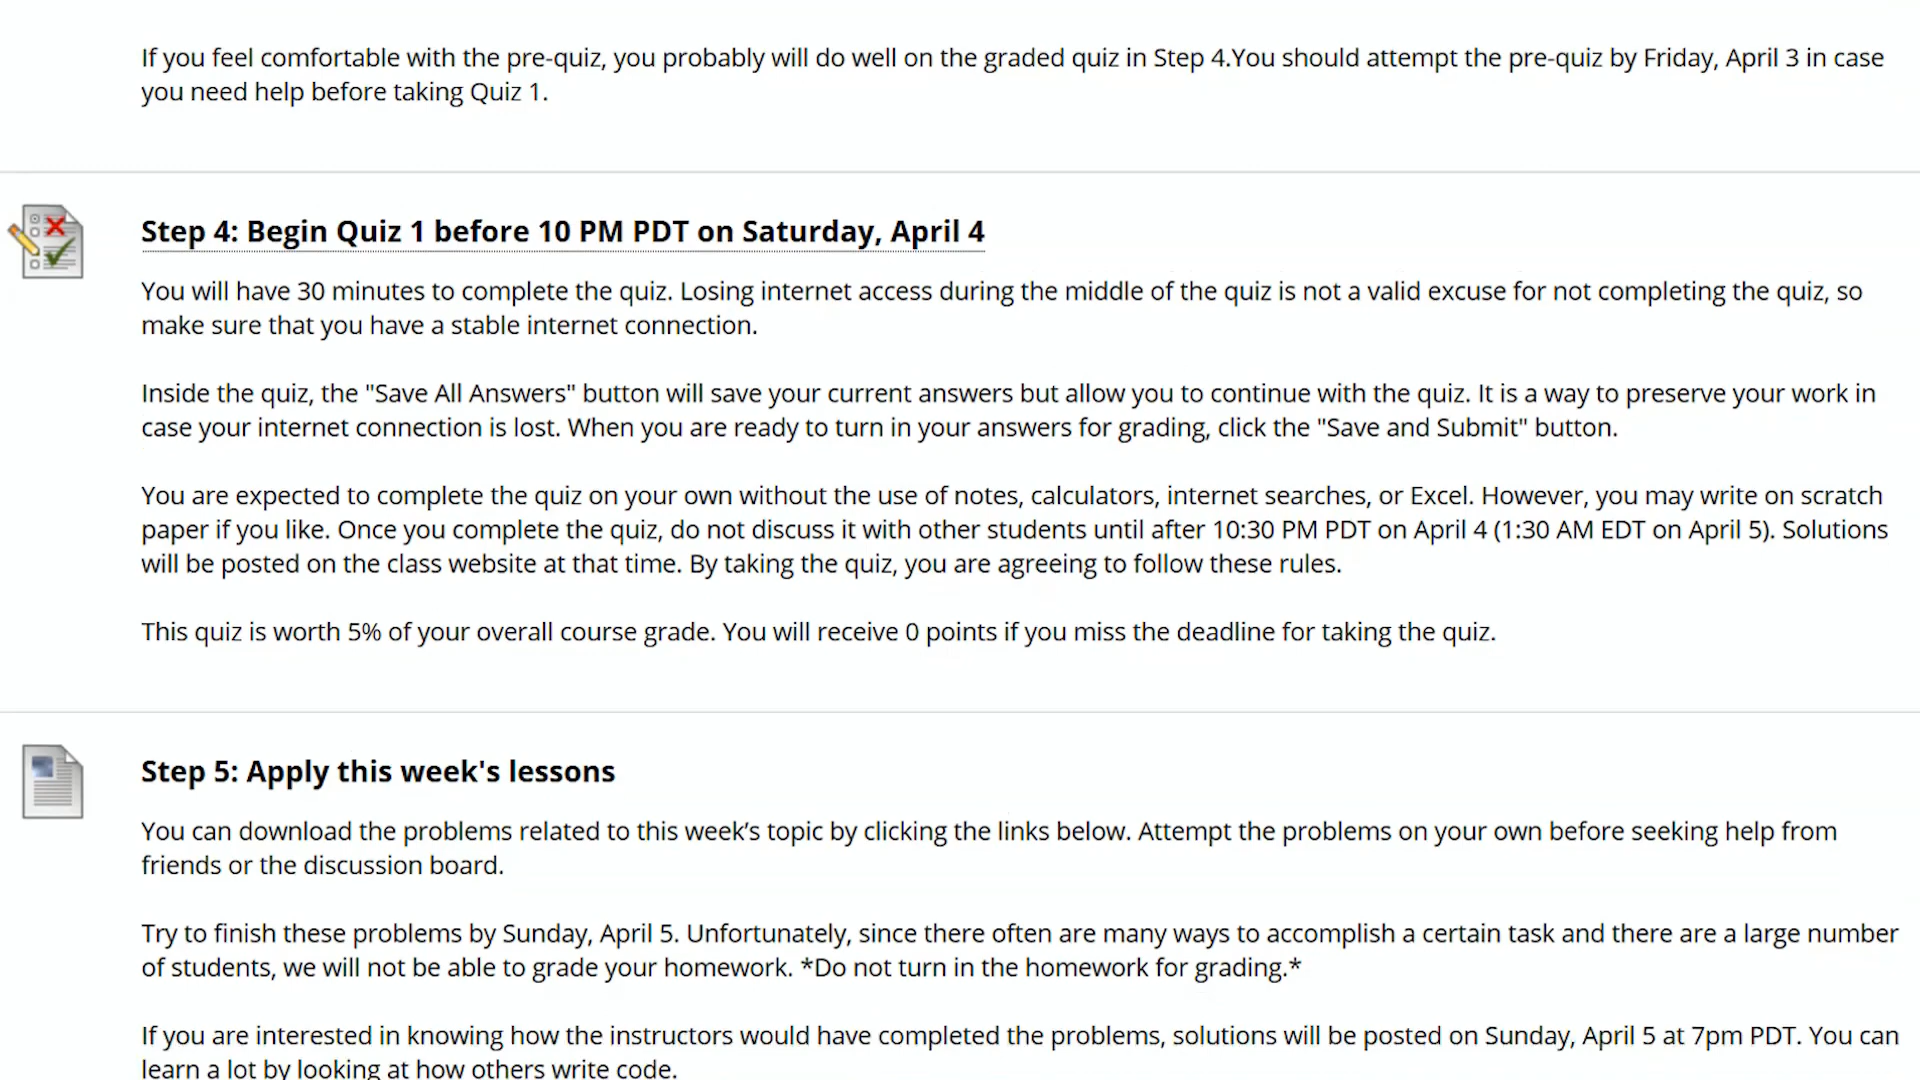 If you feel comfortable with the pre-quiz, you probably will do well on the graded quiz in Step 4.You should attempt the pre-quiz by Friday, April 3 in case
you need help before taking Quiz 1.
Step 4: Begin Quiz 1 before 10 PM PDT on Saturday, April 4
You will have 30 minutes to complete the quiz. Losing internet access during the middle of the quiz is not a valid excuse for not completing the quiz, so
make sure that you have a stable internet connection.
Inside the quiz, the "Save All Answers" button will save your current answers but allow you to continue with the quiz. It is a way to preserve your work in
case your internet connection is lost. When you are ready to turn in your answers for grading, click the "Save and Submit" button.
You are expected to complete the quiz on your own without the use of notes, calculators, internet searches, or Excel. However, you may write on scratch
paper if you like. Once you complete the quiz, do not discuss it with other students until after 10:30 PM PDT on April 4 (1:30 AM EDT on April 5). Solutions
will be posted on the class website at that time. By taking the quiz, you are agreeing to follow these rules.
This quiz is worth 5% of your overall course grade. You will receive 0 points if you miss the deadline for taking the quiz.
Step 5: Apply this week's lessons
You can download the problems related to this week’s topic by clicking the links below. Attempt the problems on your own before seeking help from
friends or the discussion board.
Try to finish these problems by Sunday, April 5. Unfortunately, since there often are many ways to accomplish a certain task and there are a large number
of students, we will not be able to grade your homework. *Do not turn in the homework for grading.*
If you are interested in knowing how the instructors would have completed the problems, solutions will be posted on Sunday, April 5 at 7pm PDT. You can
learn a lot by looking at how others write code.